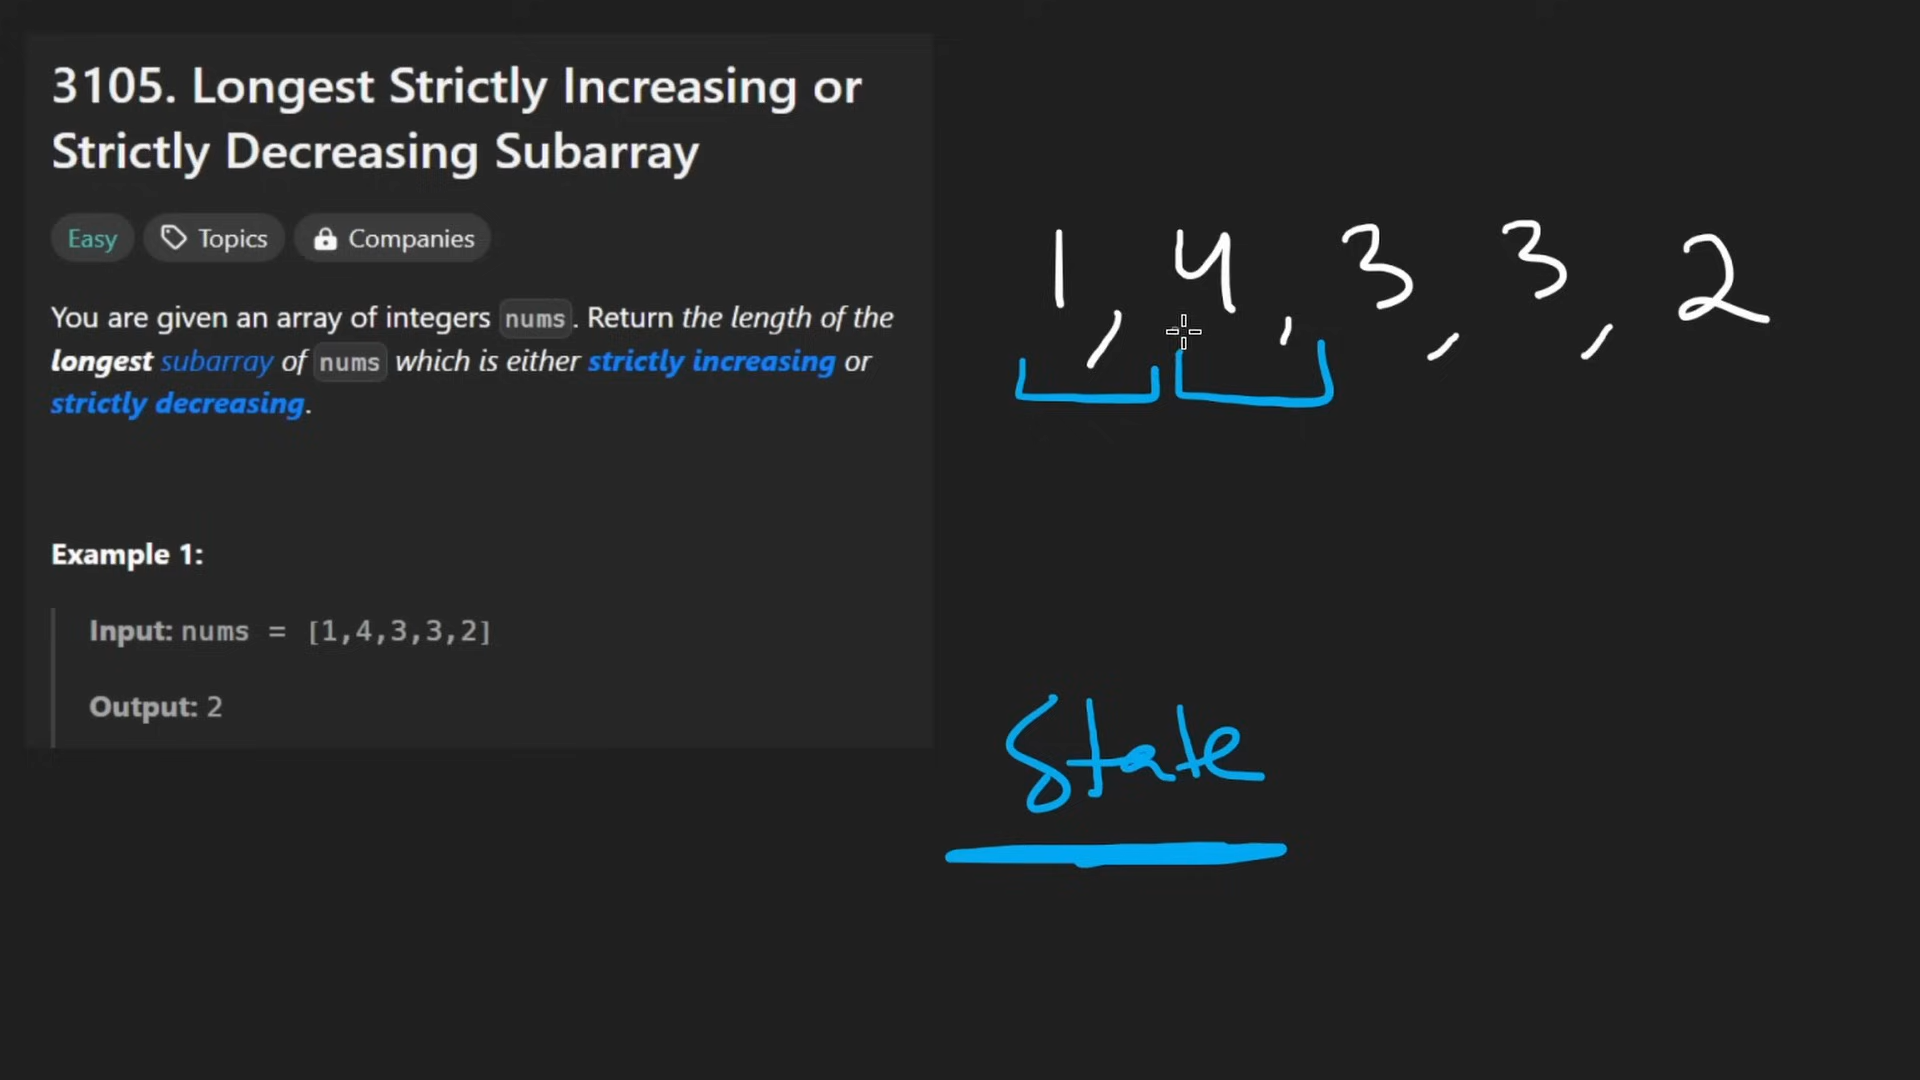 3105. Longest Strictly Increasing or
Strictly Decreasing Subarray
Easy Topics Companies
You are given an array of integers nums. Return the length of the
longest subarray of nums which is either strictly increasing or
strictly decreasing.
Example 1:
Input: nums = [1,4,3,3,2]
Output: 2
1, 4, 3, 3, 2
State